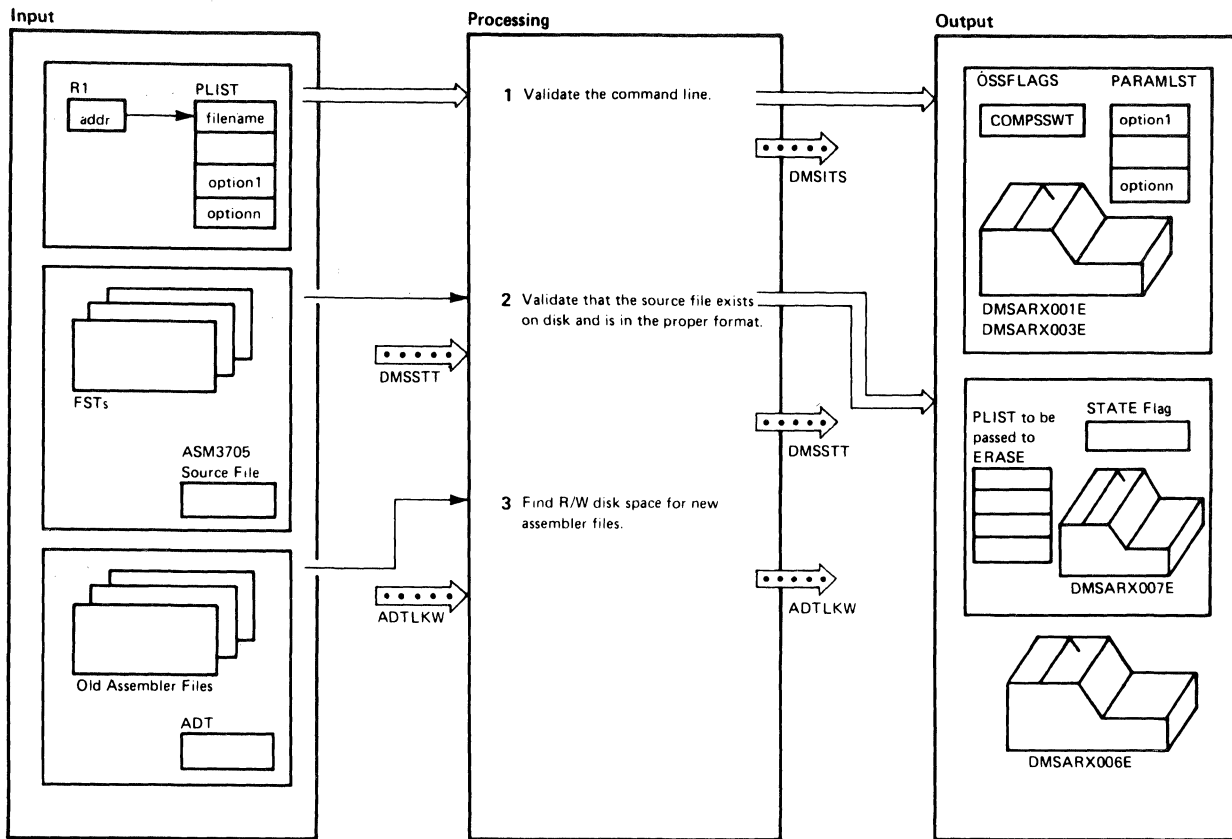 Input
Processing
Output
R1
addr
PLIST
filename
option1
optionn
FSTs
ASM3705
Source File
Old Assembler Files
ADT
DMSSTT
ADTLKW
1 Validate the command line.
DMSITS
2 Validate that the source file exists
on disk and is in the proper format.
DMSSTT
3 Find R/W disk space for new
assembler files.
ADTLKW
ÖSSFLAGS
COMPSSWT
PARAMLST
option1
optionn
DMSARX001E
DMSARX003E
PLIST to be
passed to
ERASE
STATE Flag
DMSARX007E
DMSARX006E